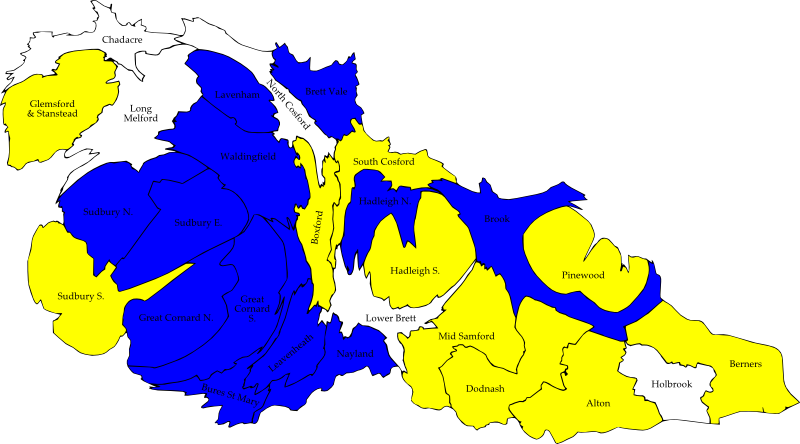 Chadacre
Glemsford
& Stanstead
Long
Melford
Lavenham
North Cosford
Brett Vale
Waldingfield
South Cosford
Sudbury N.
Sudbury E.
Boxford
Hadleigh N.
Brook
Hadleigh S.
Pinewood
Sudbury S.
Great Cornard N.
Great
Cornard
S.
Lower Brett
Mid Samford
Leavenheath
Nayland
Berners
Holbrook
Dodnash
Bures St Mary
Alton